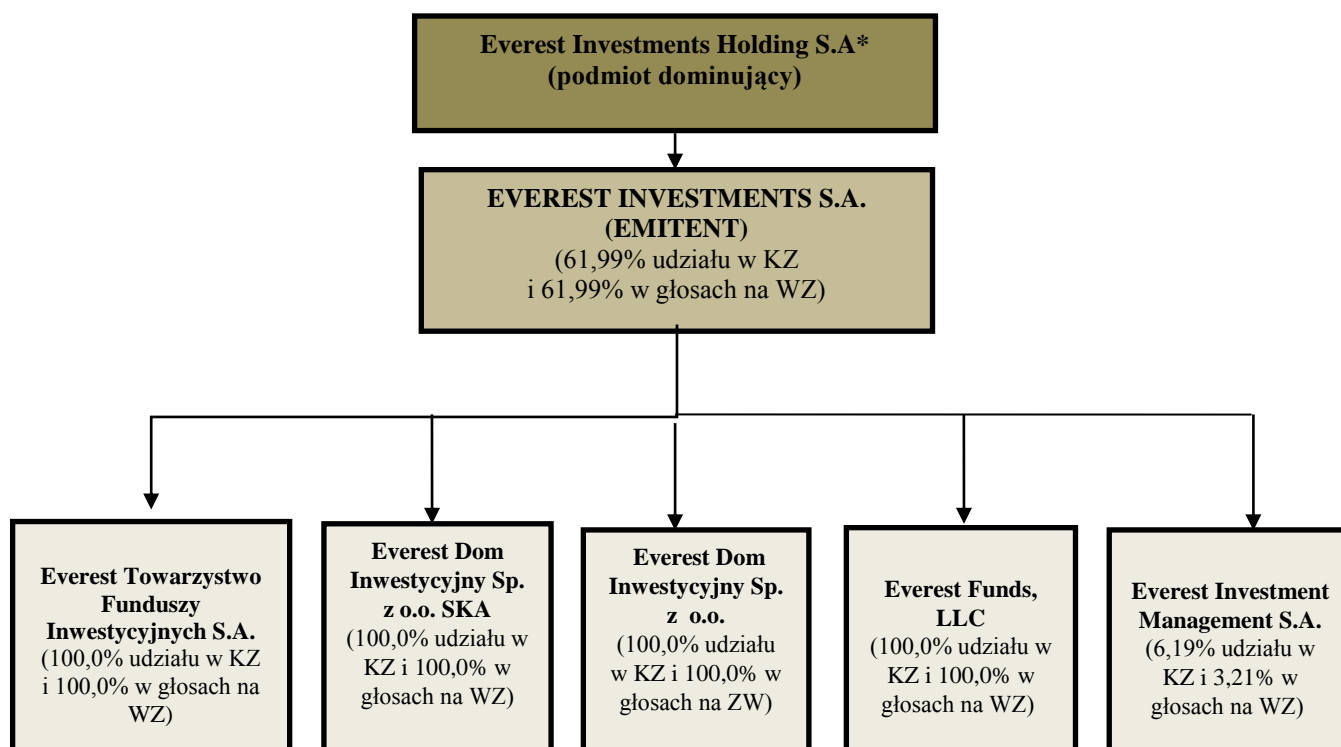 Everest Investments Holding S.A*
(podmiot dominujący)
EVEREST INVESTMENTS S.A.
(EMITENT)
(61,99% udziału w KZ
i 61,99% w głosach na WZ)
Everest Towarzystwo
Funduszy
Inwestycyjnych S.A.
(100,0% udziału w KZ
i 100,0% w głosach na
WZ)
Everest Dom
Inwestycyjny Sp.
z o.o. SKA
(100,0% udziału w
KZ i 100,0% w
głosach na WZ)
Everest Dom
Inwestycyjny Sp.
z o.o.
(100,0% udziału
w KZ i 100,0% w
głosach na ZW)
Everest Funds,
LLC
(100,0% udziału w
KZ i 100,0% w
głosach na WZ)
Everest Investment
Management S.A.
(6,19% udziału w
KZ i 3,21% w
głosach na WZ)